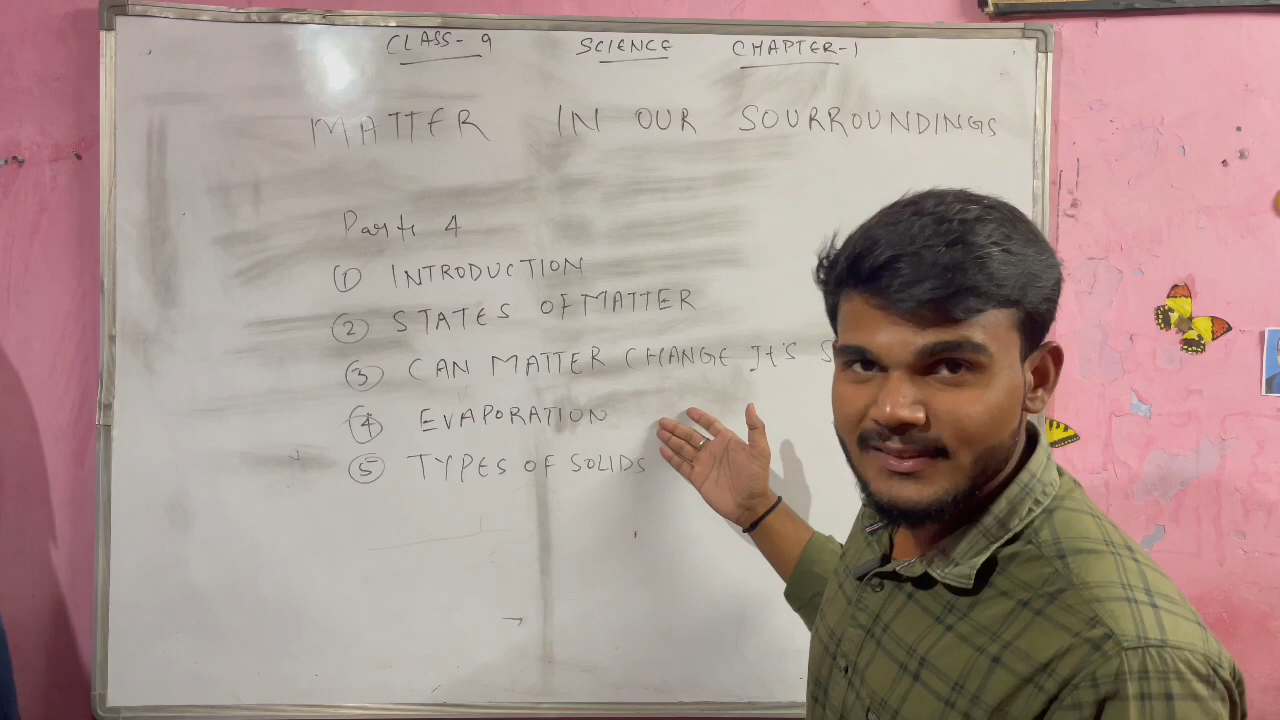 CLASS-9 SCIENCE CHAPTER-1
MATTER IN OUR SOURROUNDINGS
Part 4
① INTRODUCTION
② STATES OF MATTER
③ CAN MATTER CHANGE It's S
④ EVAPORATION
⑤ TYPES OF SOLIDS